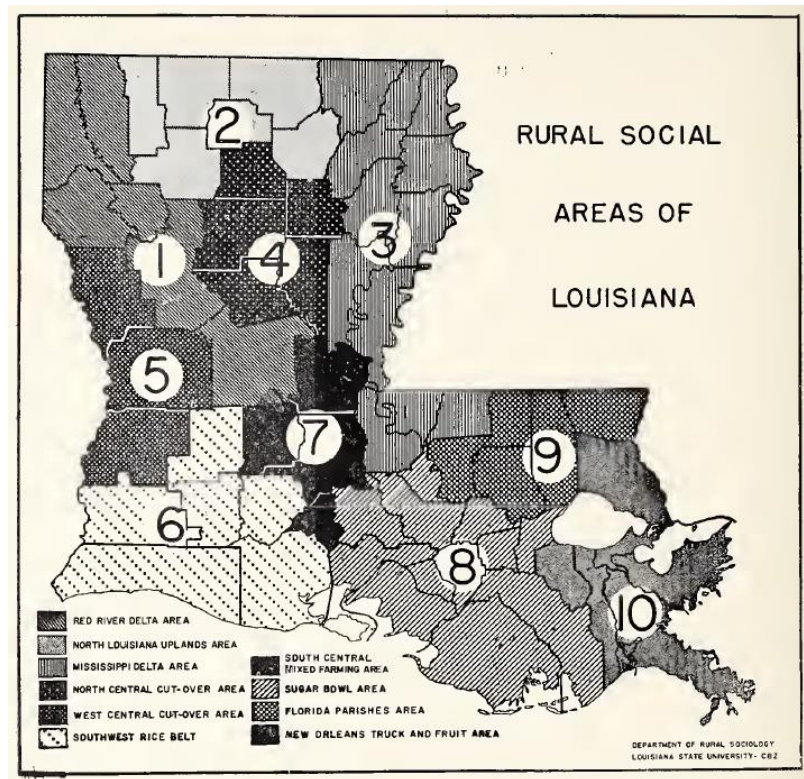 RURAL SOCIAL
AREAS OF
LOUISIANA
2
3
1
4
5
7
9
6
8
10
RED RIVER DELTA AREA
NORTH LOUISIANA UPLANDS AREA
MISSISSIPPI DELTA AREA
NORTH CENTRAL CUT-OVER AREA
WEST CENTRAL CUT-OVER AREA
SOUTHWEST RICE BELT
SOUTH CENTRAL
MIXED FARMING AREA
SUGAR BOWL AREA
FLORIDA PARISHES AREA
NEW ORLEANS TRUCK AND FRUIT AREA
DEPARTMENT OF RURAL SOCIOLOGY
LOUISIANA STATE UNIVERSITY- CBZ